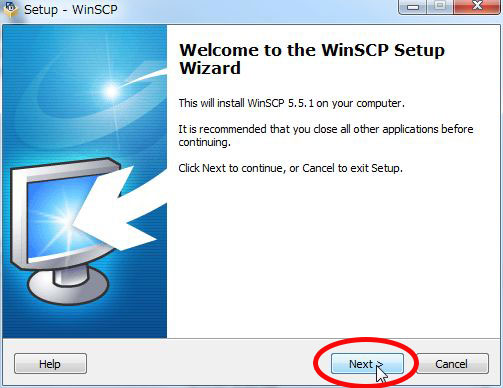 Setup - WinSCP
Welcome to the WinSCP Setup
Wizard
This will install WinSCP 5.5.1 on your computer.
It is recommended that you close all other applications before
continuing.
Click Next to continue, or Cancel to exit Setup.
Help
Next >
Cancel